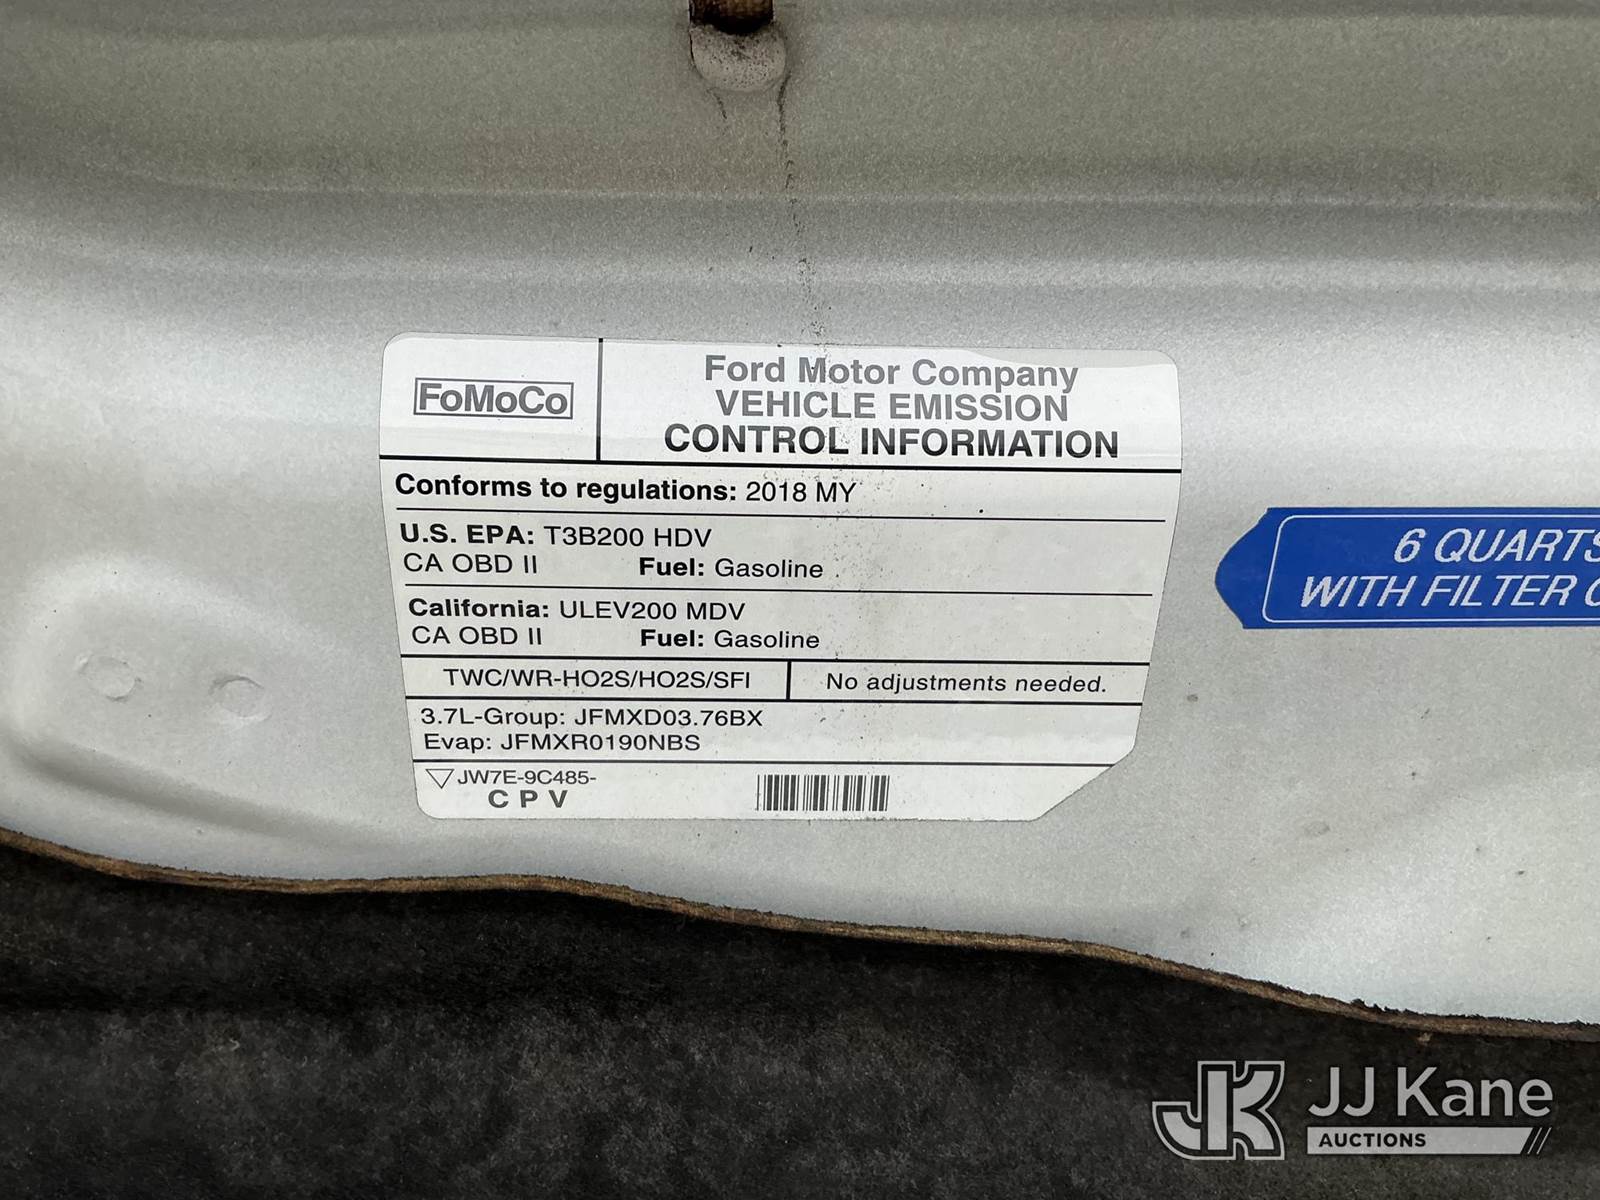 FoMoCo
Ford Motor Company
VEHICLE EMISSION
CONTROL INFORMATION
Conforms to regulations: 2018 MY
U.S. EPA: T3B200 HDV
CA OBD II Fuel: Gasoline
California: ULEV200 MDV
CA OBD II Fuel: Gasoline
TWC/WR-HO2S/HO2S/SFI No adjustments needed.
3.7L-Group: JFMXD03.76BX
Evap: JFMXR0190NBS
JW7E-9C485-
C P V
6 QUARTS
WITH FILTER
JK JJ Kane
AUCTIONS